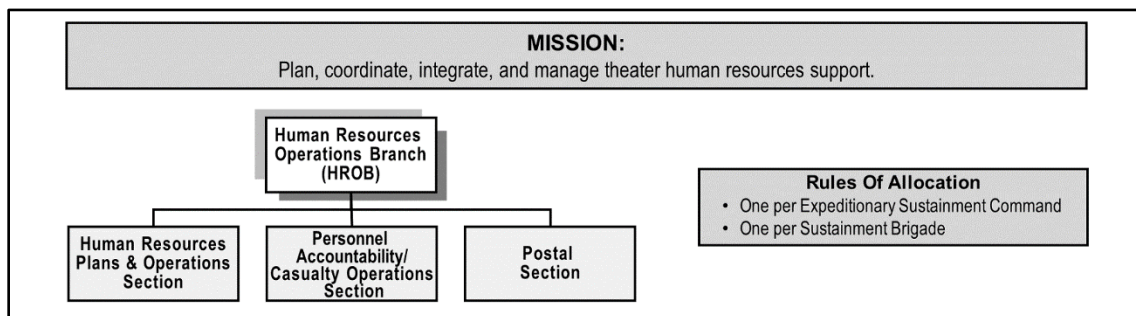 MISSION:
Plan, coordinate, integrate, and manage theater human resources support.
Human Resources
Operations Branch
(HROB)
Rules Of Allocation
• One per Expeditionary Sustainment Command
• One per Sustainment Brigade
Human Resources
Plans & Operations
Section
Personnel
Accountability/
Casualty Operations
Section
Postal
Section